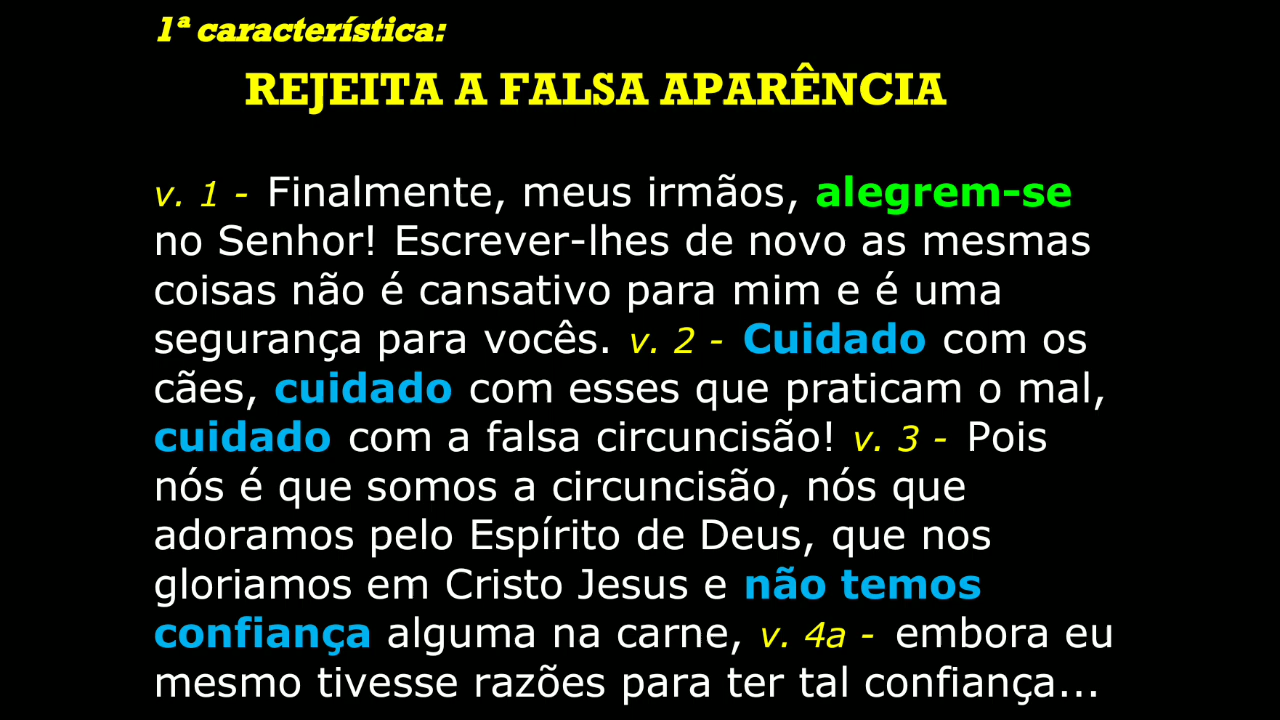 1ª característica:
REJEITA A FALSA APARÊNCIA
v. 1 - Finalmente, meus irmãos, alegrem-se
no Senhor! Escrever-lhes de novo as mesmas
coisas não é cansativo para mim e é uma
segurança para vocês. v. 2 - Cuidado com os
cães, cuidado com esses que praticam o mal,
cuidado com a falsa circuncisão! v. 3 - Pois
nós é que somos a circuncisão, nós que
adoramos pelo Espírito de Deus, que nos
gloriamos em Cristo Jesus e não temos
confiança alguma na carne, v. 4a - embora eu
mesmo tivesse razões para ter tal confiança...